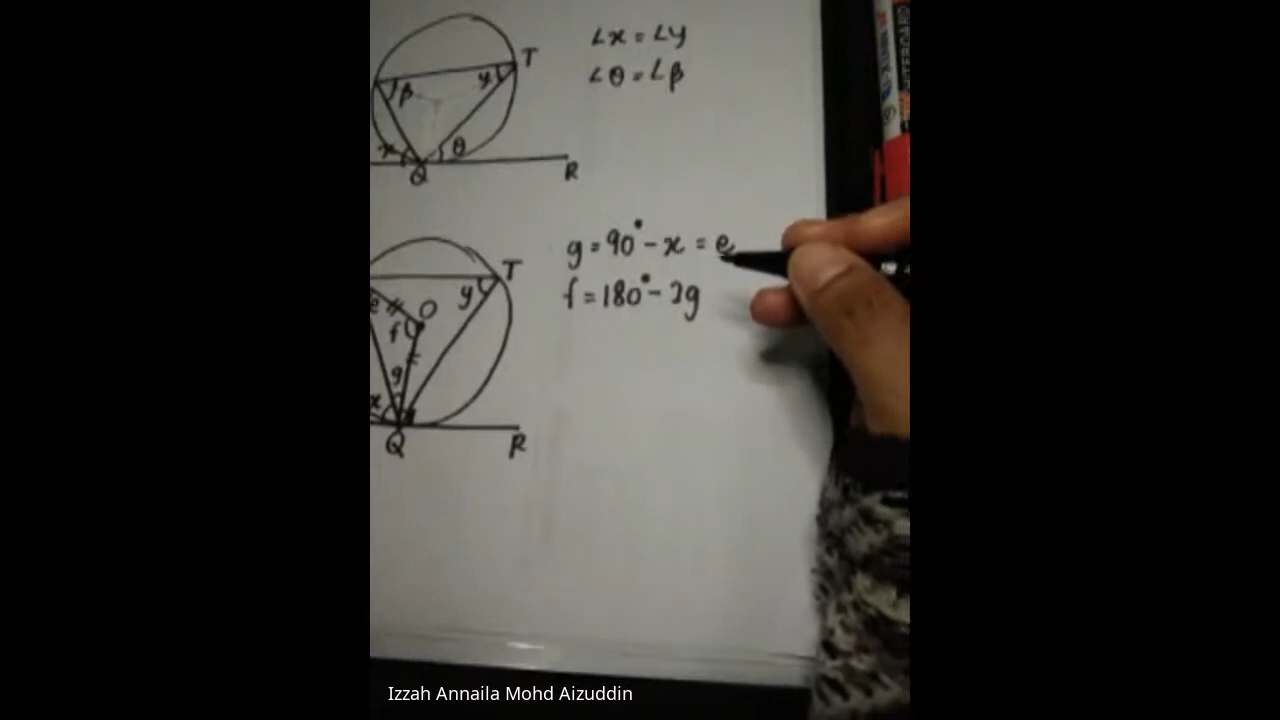 ∠x = ∠y
∠θ = ∠β
T
y
β
x
θ
Q
R
g = 90° - x = e
f = 180° - 2g
T
y
e
O
f
g
x
Q
R
Izzah Annaila Mohd Aizuddin